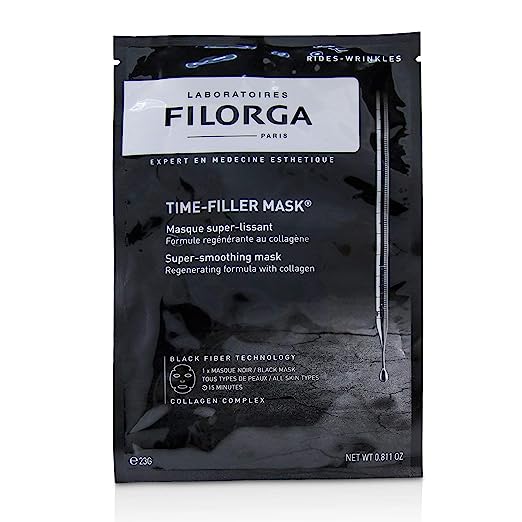 RIDES-WRINKLES
LABORATOIRES
FILORGA
PARIS
EXPERT EN MEDECINE ESTHETIQUE
TIME-FILLER MASK®
Masque super-lissant
Formule regénérante au collagène
Super-smoothing mask
Regenerating formula with collagen
BLACK FIBER TECHNOLOGY
1 x MASQUE NOIR / BLACK MASK
TOUS TYPES DE PEAUX / ALL SKIN TYPES
15 MINUTES
COLLAGEN COMPLEX
℮23G
NET WT 0.811 OZ